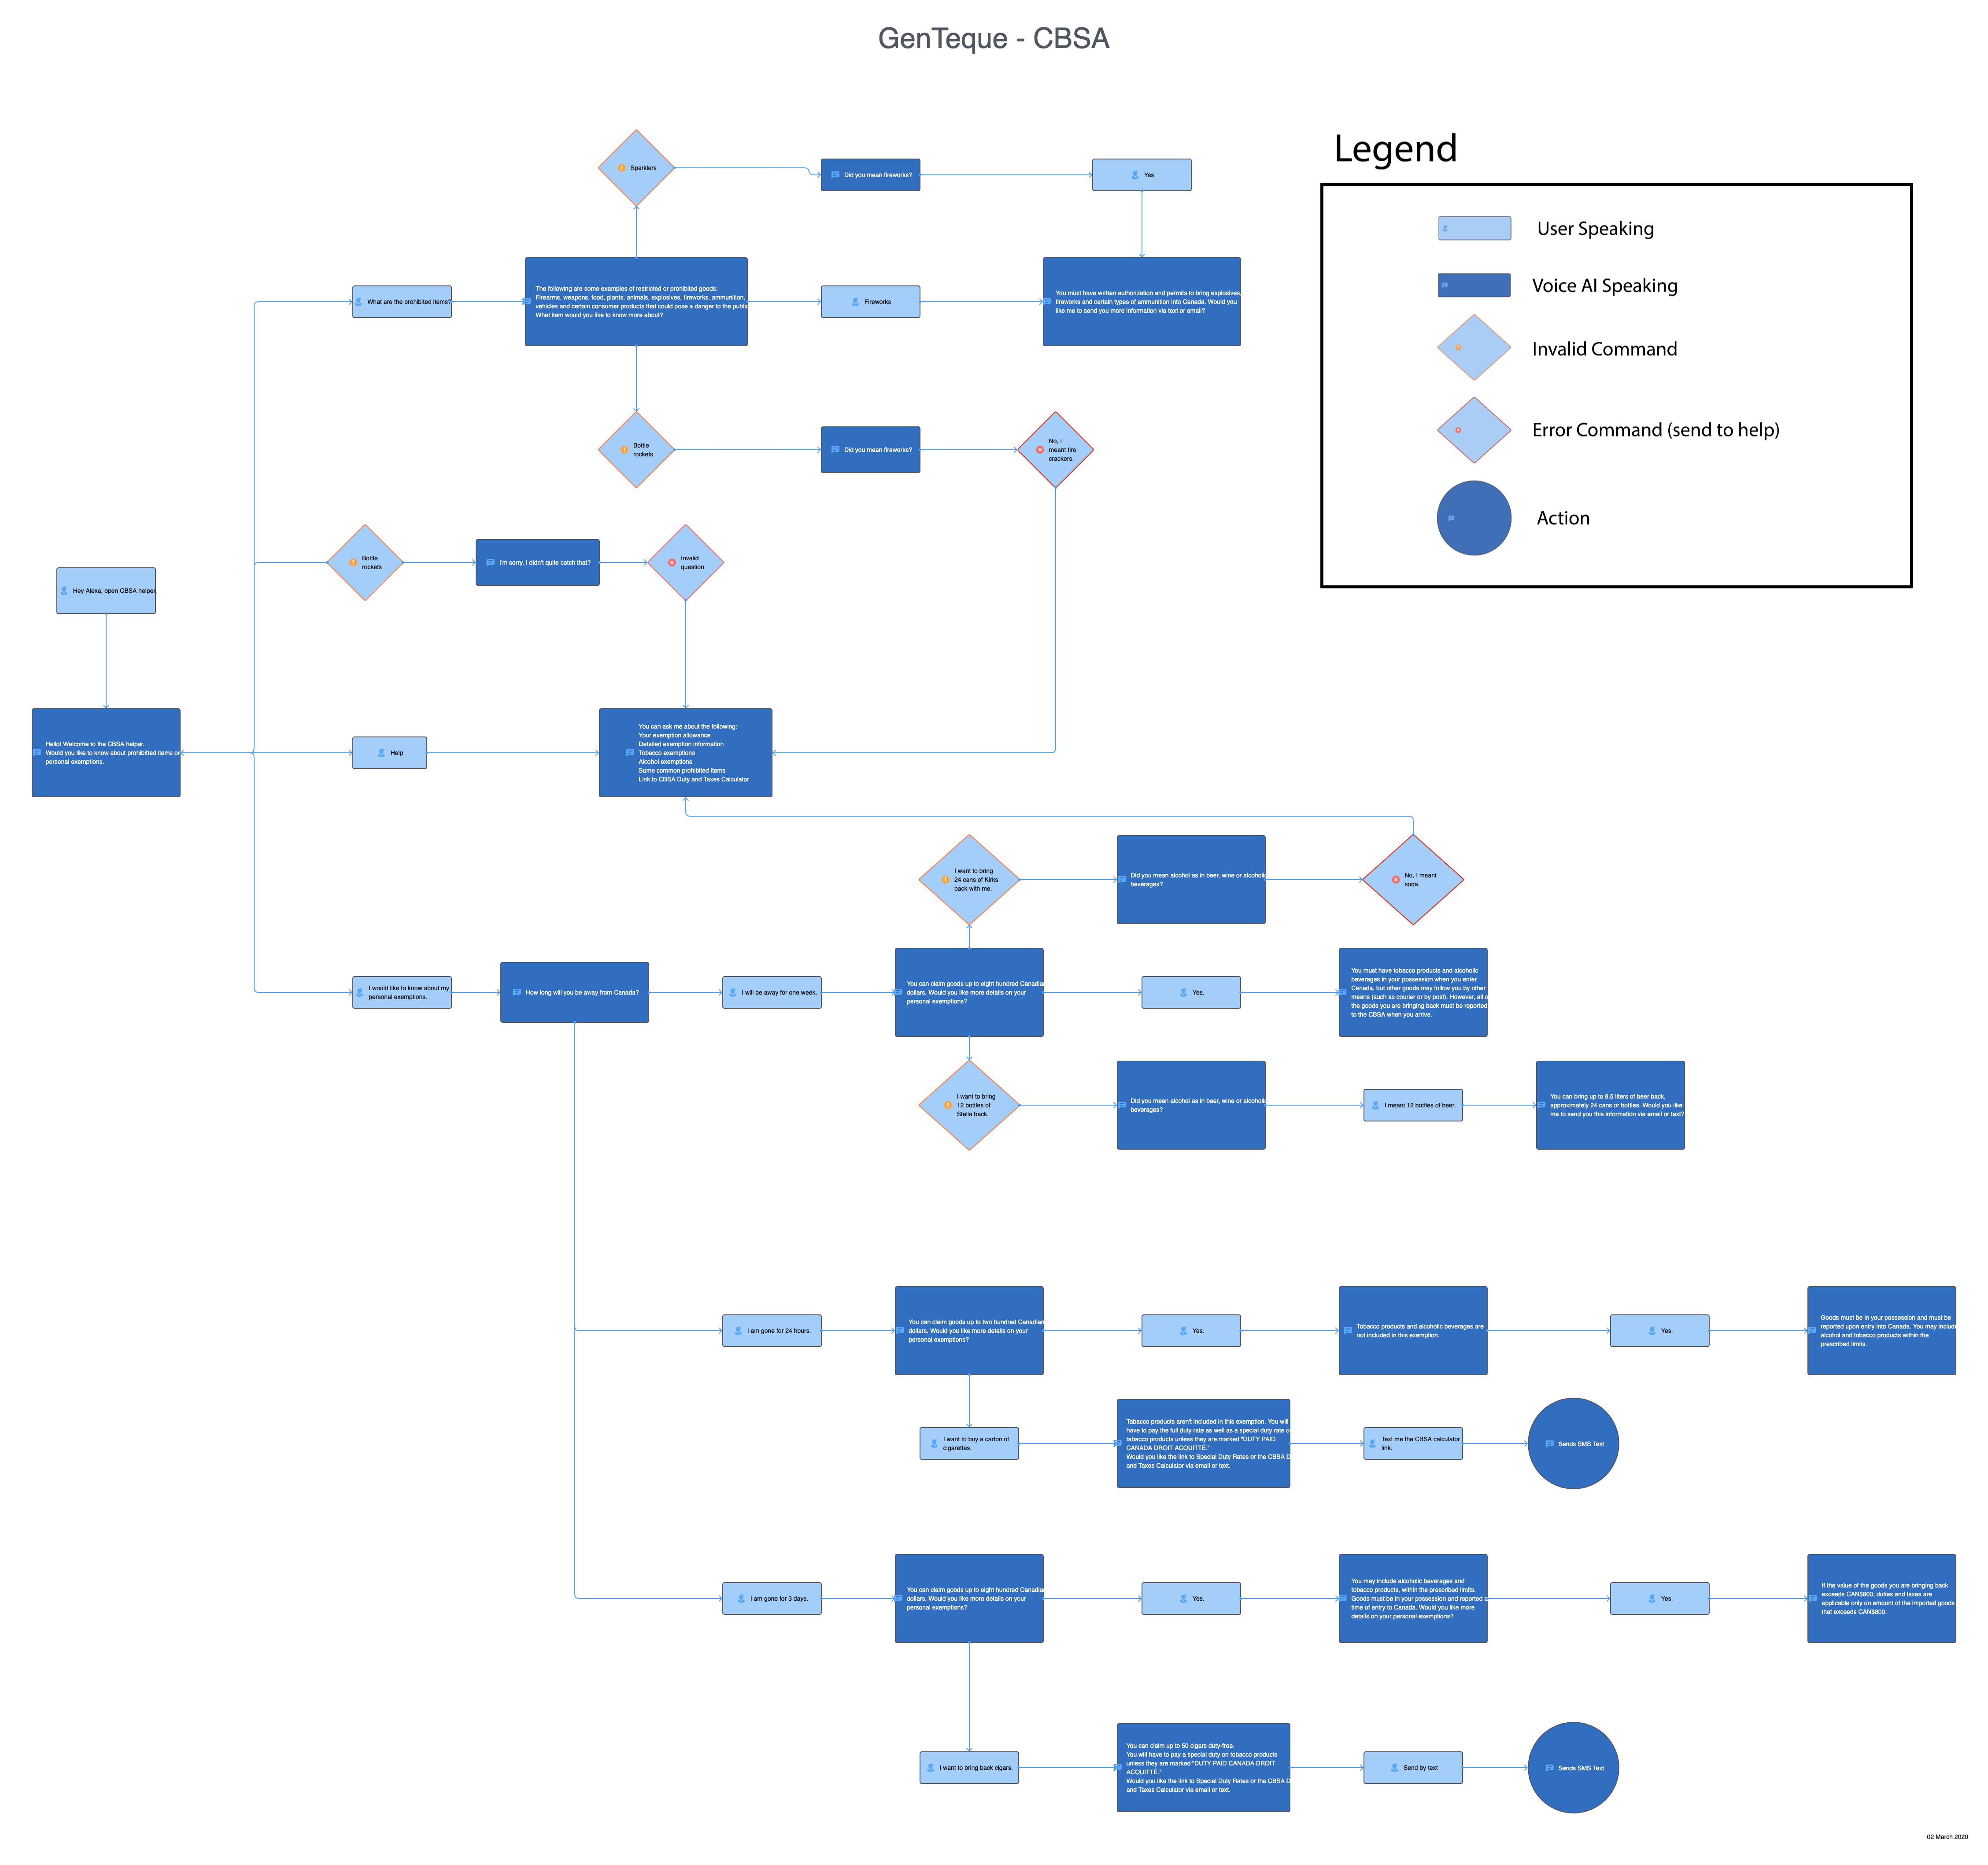 GenTeque - CBSA
Legend
User Speaking
Voice AI Speaking
Invalid Command
Error Command (send to help)
Action
Sparklers
Did you mean fireworks?
Yes
What are the prohibited items?
The following are some examples of restricted or prohibited goods:
Firearms, weapons, food, plants, animals, explosives, fireworks, ammunition,
vehicles and certain consumer products that could pose a danger to the public
What item would you like to know more about?
Fireworks
You must have written authorization and permits to bring explosives,
fireworks and certain types of ammunition into Canada. Would you
like me to send you more information via text or email?
Bottle
rockets
Did you mean fireworks?
No, I
meant fire
crackers.
Bottle
rockets
I'm sorry, I didn't quite catch that?
Invalid
question
Hey Alexa, open CBSA helper.
Hello! Welcome to the CBSA helper.
Would you like to know about prohibitted items or
personal exemptions.
Help
You can ask me about the following:
Your exemption allowance
Detailed exemption information
Tobacco exemptions
Alcohol exemptions
Some common prohibited items
Link to CBSA Duty and Taxes Calculator
I want to bring
24 cans of Kirks
back with me.
Did you mean alcohol as in beer, wine or alcoholic
beverages?
No, I meant
soda.
I would like to know about my
personal exemptions.
How long will you be away from Canada?
I will be away for one week.
You can claim goods up to eight hundred Canadian
dollars. Would you like more details on your
personal exemptions?
Yes.
You must have tobacco products and alcoholic
beverages in your possession when you enter
Canada, but other goods may follow you by other
means (such as courier or by post). However, all o
the goods you are bringing back must be reported
to the CBSA when you arrive.
I want to bring
12 bottles of
Stella back.
Did you mean alcohol as in beer, wine or alcoholic
beverages?
I meant 12 bottles of beer.
You can bring up to 8.5 liters of beer back,
approximately 24 cans or bottles. Would you like
me to send you this information via email or text?
I am gone for 24 hours.
You can claim goods up to two hundred Canadian
dollars. Would you like more details on your
personal exemptions?
Yes.
Tobacco products and alcoholic beverages are
not included in this exemption.
Yes.
Goods must be in your possession and must be
reported upon entry into Canada. You may include
alcohol and tobacco products within the
prescribed limits.
I want to buy a carton of
cigarettes.
Tabacco products aren't included in this exemption. You will
have to pay the full duty rate as well as a special duty rate o
tabacco products unless they are marked "DUTY PAID
CANADA DROIT ACQUITTÉ."
Would you like the link to Special Duty Rates or the CBSA D
and Taxes Calculator via email or text.
Text me the CBSA calculator
link.
Sends SMS Text
I am gone for 3 days.
You can claim goods up to eight hundred Canadian
dollars. Would you like more details on your
personal exemptions?
Yes.
You may include alcoholic beverages and
tobacco products, within the prescribed limits.
Goods must be in your possession and reported u
time of entry to Canada. Would you like more
details on your personal exemptions?
Yes.
If the value of the goods you are bringing back
exceeds CAN$800, duties and taxes are
applicable only on amount of the imported goods
that exceeds CAN$800.
I want to bring back cigars.
You can claim up to 50 cigars duty-free.
You will have to pay a special duty on tobacco products
unless they are marked "DUTY PAID CANADA DROIT
ACQUITTÉ."
Would you like the link to Special Duty Rates or the CBSA D
and Taxes Calculator via email or text.
Send by text
Sends SMS Text
02 March 2020